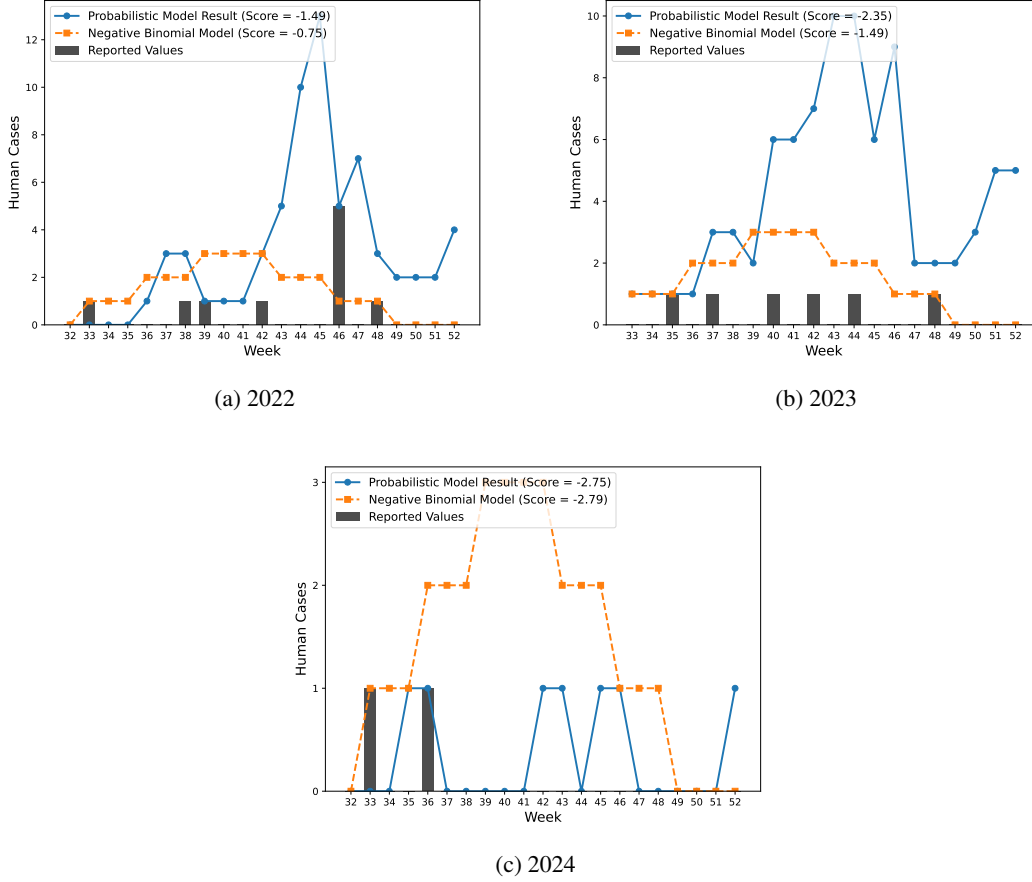 Probabilistic Model Result (Score = -1.49)
Negative Binomial Model (Score = -0.75)
Reported Values
Human Cases
12
10
8
6
4
2
0
32 33 34 35 36 37 38 39 40 41 42 43 44 45 46 47 48 49 50 51 52
Week
(a) 2022
Probabilistic Model Result (Score = -2.35)
Negative Binomial Model (Score = -1.49)
Reported Values
Human Cases
10
8
6
4
2
0
33 34 35 36 37 38 39 40 41 42 43 44 45 46 47 48 49 50 51 52
Week
(b) 2023
Probabilistic Model Result (Score = -2.75)
Negative Binomial Model (Score = -2.79)
Reported Values
Human Cases
3
2
1
0
32 33 34 35 36 37 38 39 40 41 42 43 44 45 46 47 48 49 50 51 52
Week
(c) 2024